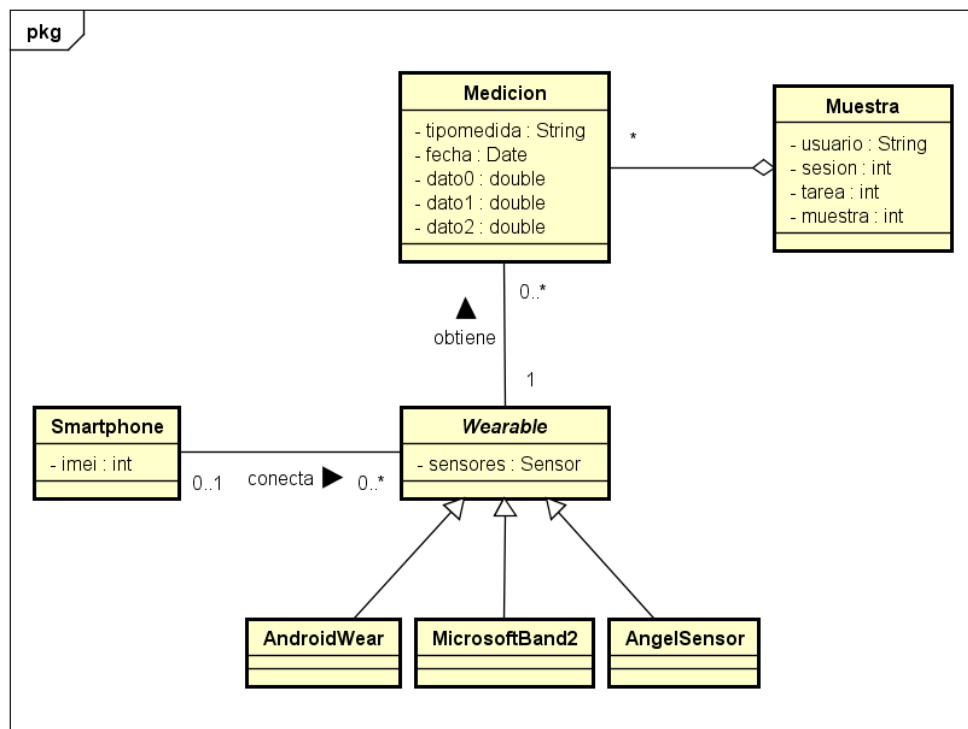 pkg
Medicion
- tipomedida : String
- fecha : Date
- dato0 : double
- dato1 : double
- dato2 : double
Muestra
- usuario : String
- sesion : int
- tarea : int
- muestra : int
*
0..*
obtiene
1
Smartphone
- imei : int
0..1
conecta
0..*
Wearable
- sensores : Sensor
AndroidWear
MicrosoftBand2
AngelSensor